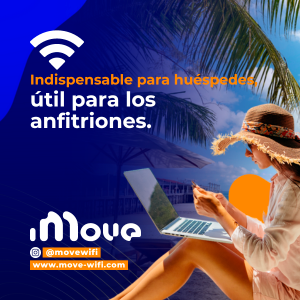 Indispensable para huéspedes,
útil para los
anfitriones.
iMove
@movewifi
www.move-wifi.com